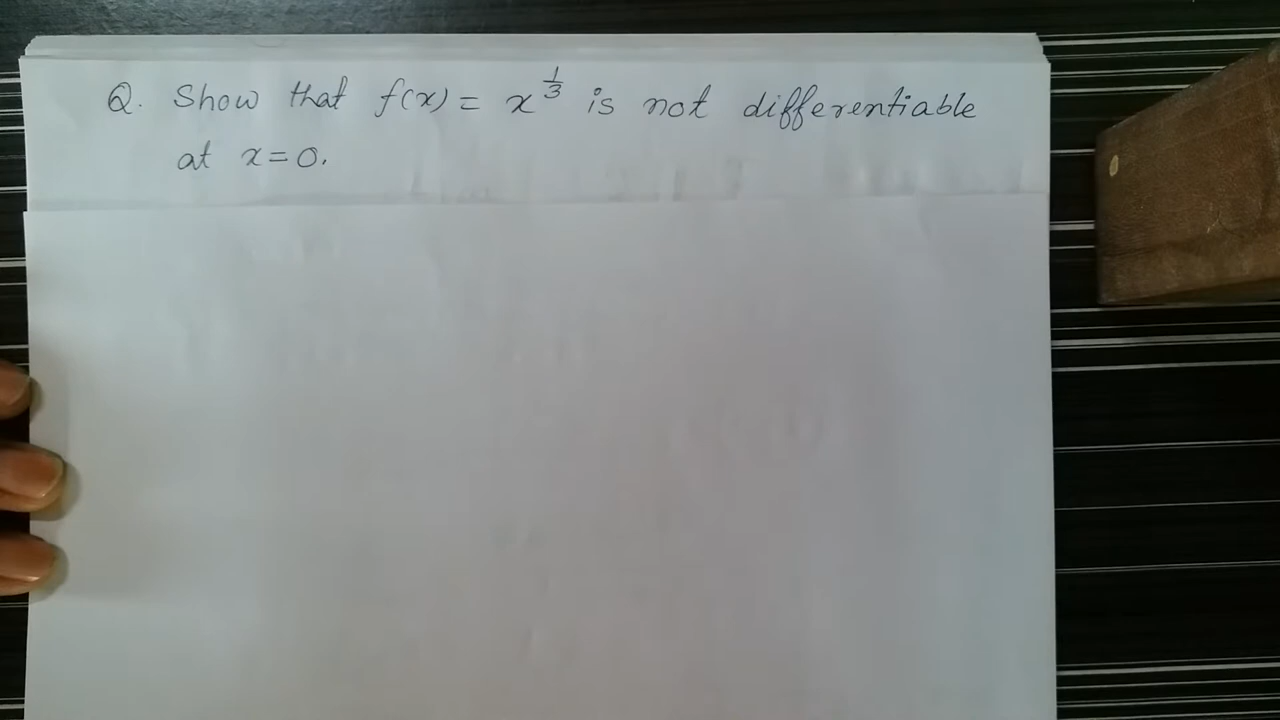 Q. Show that f(x) = x^{1/3} is not differentiable
at x=0.